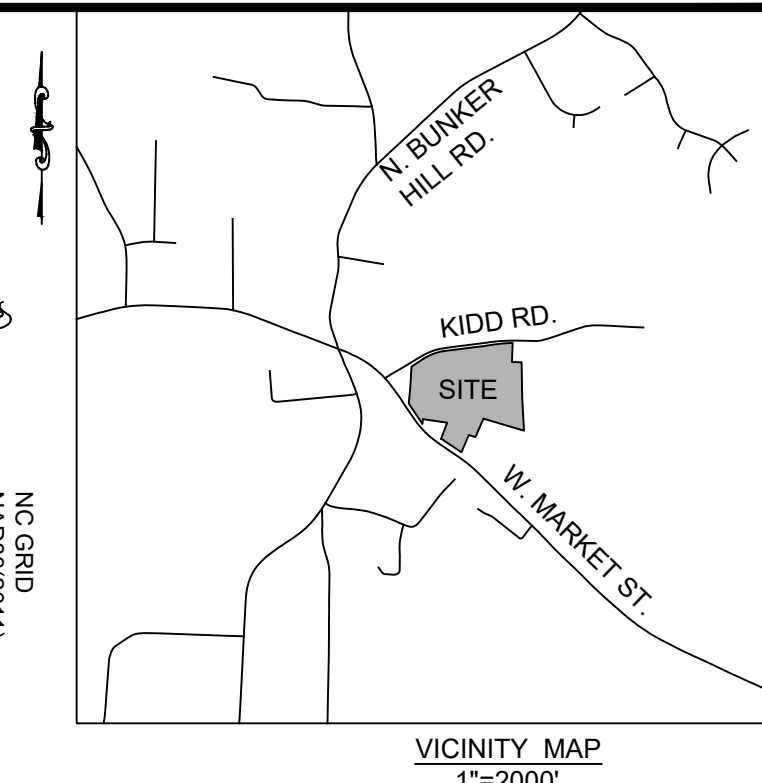 N. BUNKER
HILL RD.
KIDD RD.
SITE
W. MARKET ST.
NC GRID
VICINITY MAP
1"=2000'